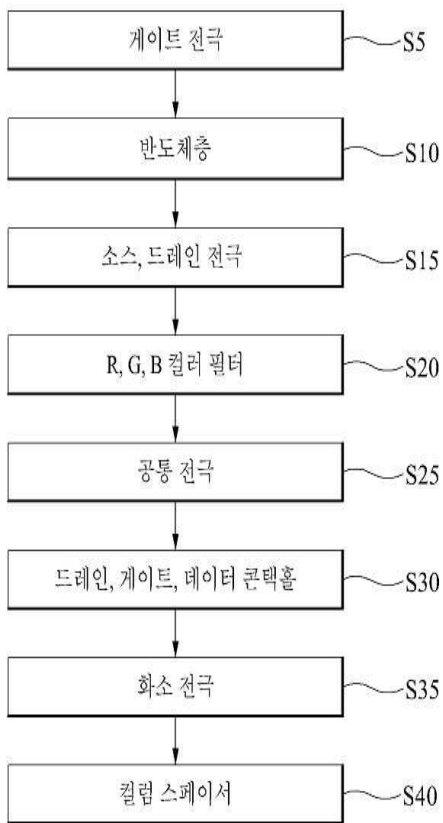 게이트 전극 S5
반도체층 S10
소스, 드레인 전극 S15
R, G, B 컬러 필터 S20
공통 전극 S25
드레인, 게이트, 데이터 콘택홀 S30
화소 전극 S35
컬럼 스페이서 S40